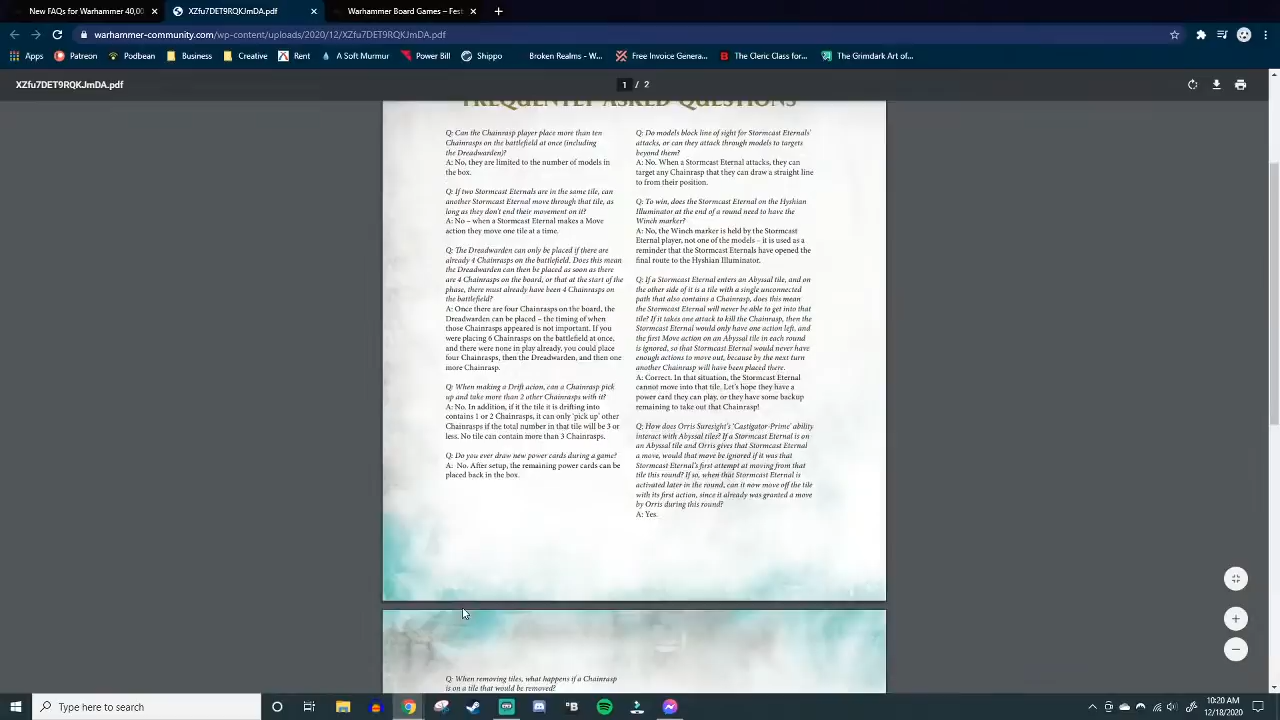 New FAQs for Warhammer 40,00
XZfu7DET9RQKJmDA.pdf
Warhammer Board Games – Fest
warhammer-community.com/wp-content/uploads/2020/12/XZfu7DET9RQKJmDA.pdf
Apps
Patreon
Podbean
Business
Creative
Rent
A Soft Murmur
Power Bill
Shippo
Broken Realms - W...
Free Invoice Genera...
The Cleric Class for...
The Grimdark Art of...
XZfu7DET9RQKJmDA.pdf
1 / 2
FREQUENTLY ASKED QUESTIONS
Q: Can the Chainrasp player place more than ten
Chainrasps on the battlefield at once (including
the Dreadwarden)?
A: No, they are limited to the number of models in
the box.
Q: If two Stormcast Eternals are in the same tile, can
another Stormcast Eternal move through that tile, as
long as they don't end their movement on it?
A: No – when a Stormcast Eternal makes a Move
action they move one tile at a time.
Q: The Dreadwarden can only be placed if there are
already 4 Chainrasps on the battlefield. Does this mean
the Dreadwarden can then be placed as soon as there
are 4 Chainrasps on the board, or that at the start of the
phase, there must already have been 4 Chainrasps on
the battlefield?
A: Once there are four Chainrasps on the board, the
Dreadwarden can be placed – the timing of when
those Chainrasps appeared is not important. If you
were placing 6 Chainrasps on the battlefield at once,
and there were none in play already, you could place
four Chainrasps, then the Dreadwarden, and then one
more Chainrasp.
Q: When making a Drift acion, can a Chainrasp pick
up and take more than 2 other Chainrasps with it?
A: No. In addition, if it the tile it is drifting into
contains 1 or 2 Chainrasps, it can only 'pick up' other
Chainrasps if the total number in that tile will be 3 or
less. No tile can contain more than 3 Chainrasps.
Q: Do you ever draw new power cards during a game?
A: No. After setup, the remaining power cards can be
placed back in the box.
Q: Do models block line of sight for Stormcast Eternals'
attacks, or can they attack through models to targets
beyond them?
A: No. When a Stormcast Eternal attacks, they can
target any Chainrasp that they can draw a straight line
to from their position.
Q: To win, does the Stormcast Eternal on the Hyshian
Illuminator at the end of a round need to have the
Winch marker?
A: No, the Winch marker is held by the Stormcast
Eternal player, not one of the models – it is used as a
reminder that the Stormcast Eternals have opened the
final route to the Hyshian Illuminator.
Q: If a Stormcast Eternal enters an Abyssal tile, and on
the other side of it is a tile with a single unconnected
path that also contains a Chainrasp, does this mean
the Stormcast Eternal will never be able to get into that
tile? If it takes one attack to kill the Chainrasp, then the
Stormcast Eternal would only have one action left, and
the first Move action on an Abyssal tile in each round
is ignored, so that Stormcast Eternal would never have
enough actions to move out, because by the next turn
another Chainrasp will have been placed there.
A: Correct. In that situation, the Stormcast Eternal
cannot move into that tile. Let's hope they have a
power card they can play, or they have some backup
remaining to take out that Chainrasp!
Q: How does Orris Suresight's 'Castigator-Prime' ability
interact with Abyssal tiles? If a Stormcast Eternal is on
an Abyssal tile and Orris gives that Stormcast Eternal
a move, would that move be ignored if it was that
Stormcast Eternal's first attempt at moving from that
tile this round? If so, when that Stormcast Eternal is
activated later in the round, can it now move off the tile
with its first action, since it already was granted a move
by Orris during this round?
A: Yes.
Q: When removing tiles, what happens if a Chainrasp
is on a tile that would be removed?
Type here to search
10:20 AM
12/18/2020